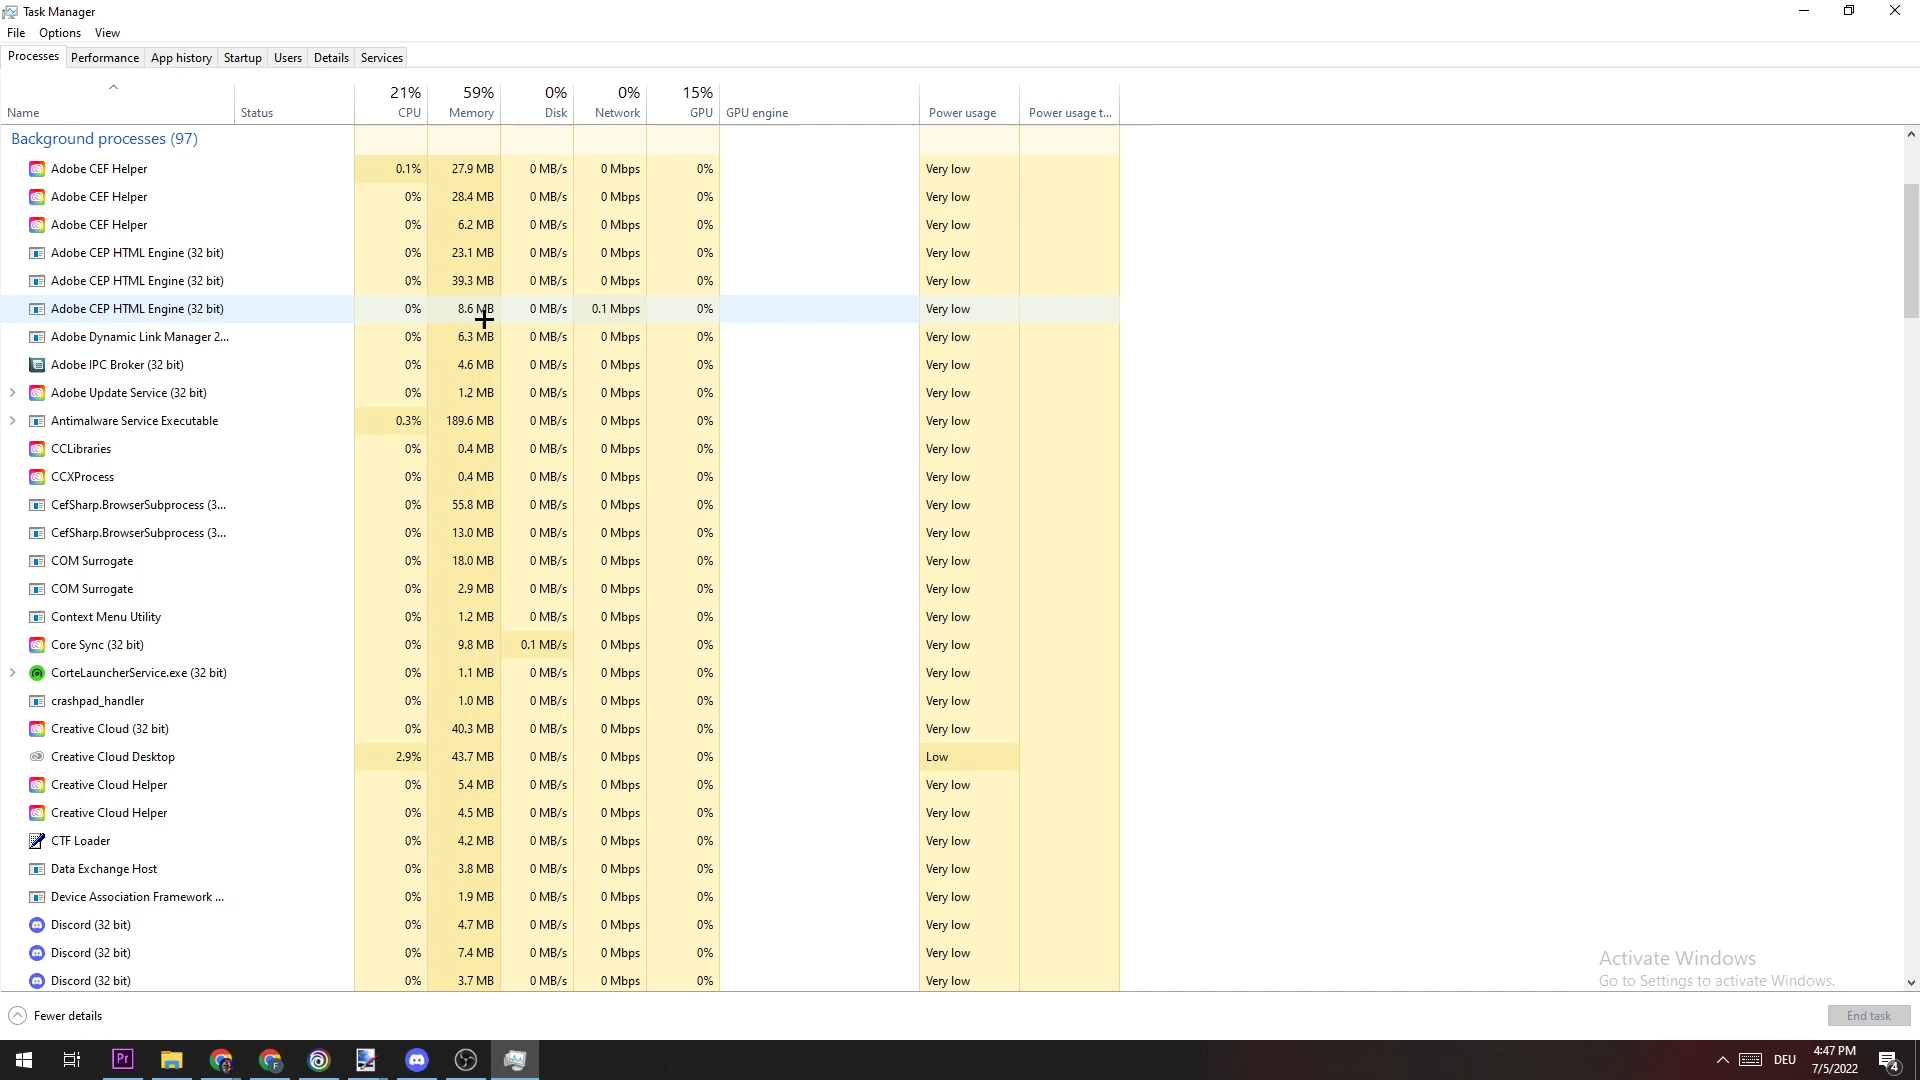 Task Manager
File Options View
Processes Performance App history Startup Users Details Services
21% 59% 0% 0% 15%
Name Status CPU Memory Disk Network GPU GPU engine Power usage Power usage t...
Background processes (97)
Adobe CEF Helper 0.1% 27.9 MB 0 MB/s 0 Mbps 0% Very low
Adobe CEF Helper 0% 28.4 MB 0 MB/s 0 Mbps 0% Very low
Adobe CEF Helper 0% 6.2 MB 0 MB/s 0 Mbps 0% Very low
Adobe CEP HTML Engine (32 bit) 0% 23.1 MB 0 MB/s 0 Mbps 0% Very low
Adobe CEP HTML Engine (32 bit) 0% 39.3 MB 0 MB/s 0 Mbps 0% Very low
Adobe CEP HTML Engine (32 bit) 0% 8.6 MB 0 MB/s 0.1 Mbps 0% Very low
Adobe Dynamic Link Manager 2... 0% 6.3 MB 0 MB/s 0 Mbps 0% Very low
Adobe IPC Broker (32 bit) 0% 4.6 MB 0 MB/s 0 Mbps 0% Very low
Adobe Update Service (32 bit) 0% 1.2 MB 0 MB/s 0 Mbps 0% Very low
Antimalware Service Executable 0.3% 189.6 MB 0 MB/s 0 Mbps 0% Very low
CCLibraries 0% 0.4 MB 0 MB/s 0 Mbps 0% Very low
CCXProcess 0% 0.4 MB 0 MB/s 0 Mbps 0% Very low
CefSharp.BrowserSubprocess (3... 0% 55.8 MB 0 MB/s 0 Mbps 0% Very low
CefSharp.BrowserSubprocess (3... 0% 13.0 MB 0 MB/s 0 Mbps 0% Very low
COM Surrogate 0% 18.0 MB 0 MB/s 0 Mbps 0% Very low
COM Surrogate 0% 2.9 MB 0 MB/s 0 Mbps 0% Very low
Context Menu Utility 0% 1.2 MB 0 MB/s 0 Mbps 0% Very low
Core Sync (32 bit) 0% 9.8 MB 0.1 MB/s 0 Mbps 0% Very low
CorteLauncherService.exe (32 bit) 0% 1.1 MB 0 MB/s 0 Mbps 0% Very low
crashpad_handler 0% 1.0 MB 0 MB/s 0 Mbps 0% Very low
Creative Cloud (32 bit) 0% 40.3 MB 0 MB/s 0 Mbps 0% Very low
Creative Cloud Desktop 2.9% 43.7 MB 0 MB/s 0 Mbps 0% Low
Creative Cloud Helper 0% 5.4 MB 0 MB/s 0 Mbps 0% Very low
Creative Cloud Helper 0% 4.5 MB 0 MB/s 0 Mbps 0% Very low
CTF Loader 0% 4.2 MB 0 MB/s 0 Mbps 0% Very low
Data Exchange Host 0% 3.8 MB 0 MB/s 0 Mbps 0% Very low
Device Association Framework ... 0% 1.9 MB 0 MB/s 0 Mbps 0% Very low
Discord (32 bit) 0% 4.7 MB 0 MB/s 0 Mbps 0% Very low
Discord (32 bit) 0% 7.4 MB 0 MB/s 0 Mbps 0% Very low
Discord (32 bit) 0% 3.7 MB 0 MB/s 0 Mbps 0% Very low
Activate Windows
Go to Settings to activate Windows.
Fewer details End task
Pr F DEU 4:47 PM
7/5/2022 4